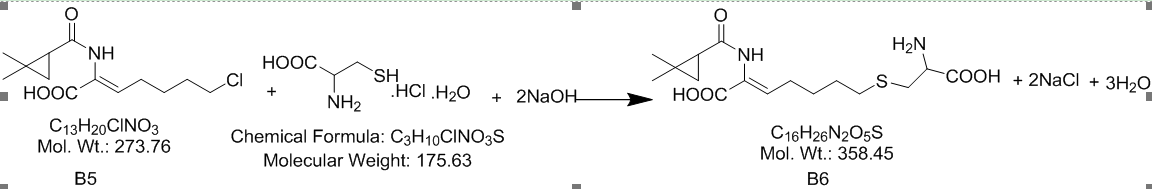 O
NH
HOOC
Cl
C13H20ClNO3
Mol. Wt.: 273.76
B5
+
HOOC
SH
NH2
.HCl .H2O
Chemical Formula: C3H10ClNO3S
Molecular Weight: 175.63
+ 2NaOH
O
NH
HOOC
S
H2N
COOH
+ 2NaCl + 3H2O
C16H26N2O5S
Mol. Wt.: 358.45
B6